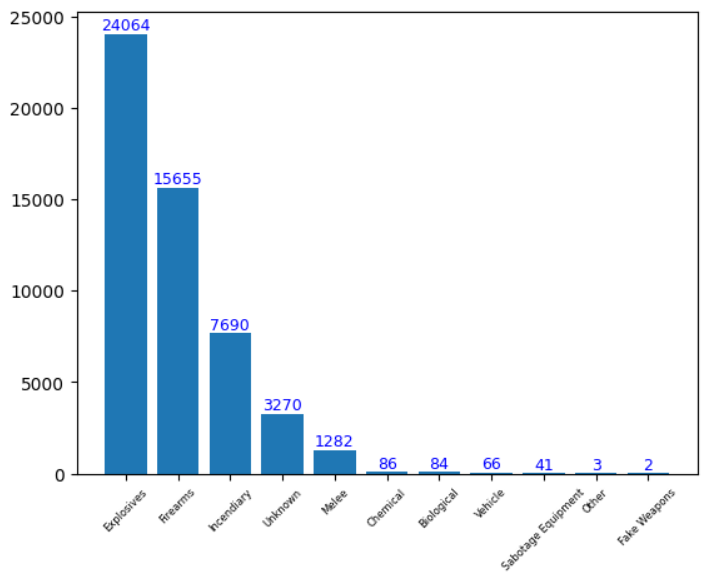 25000
20000
15000
10000
5000
0
24064
15655
7690
3270
1282
86
84
66
41
3
2
Explosives
Firearms
Incendiary
Unknown
Melee
Chemical
Biological
Vehicle
Sabotage Equipment
Other
Fake Weapons